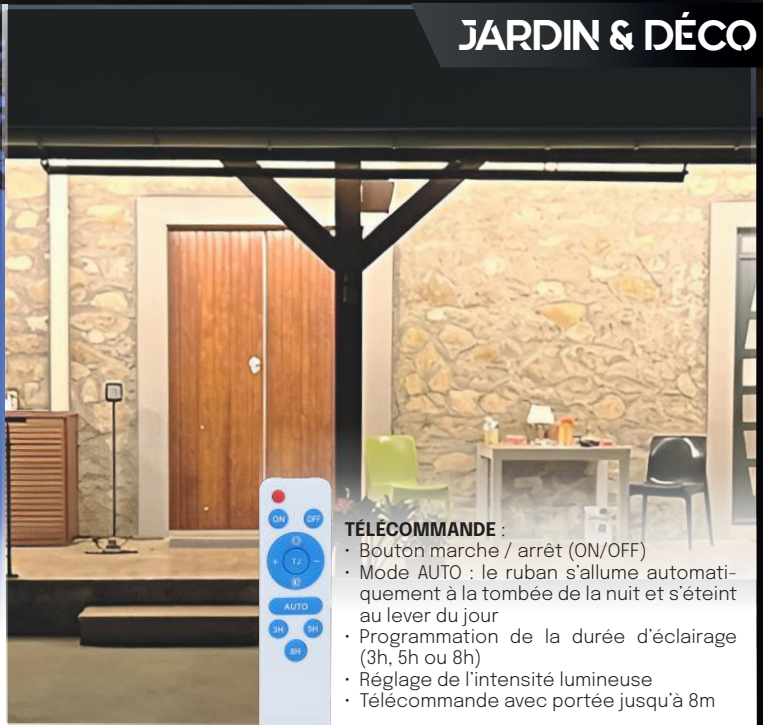 JARDIN & DÉCO
ON
OFF
+
TJ
-
AUTO
3H
5H
8H
TÉLÉCOMMANDE :
· Bouton marche / arrêt (ON/OFF)
· Mode AUTO : le ruban s’allume automati-
quement à la tombée de la nuit et s’éteint
au lever du jour
· Programmation de la durée d’éclairage
(3h, 5h ou 8h)
· Réglage de l’intensité lumineuse
· Télécommande avec portée jusqu’à 8m